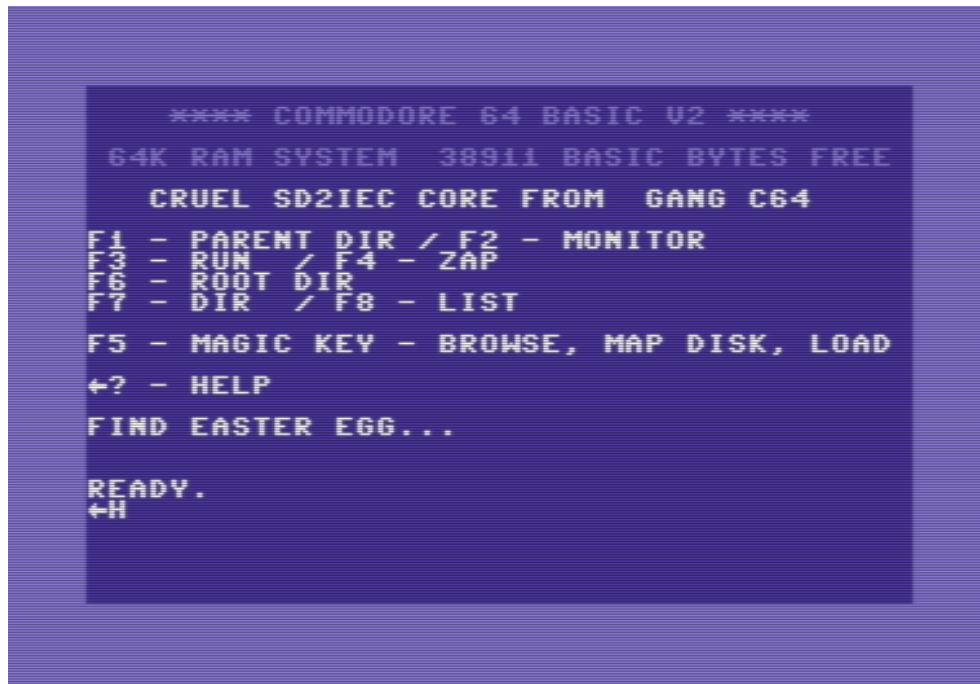 **** COMMODORE 64 BASIC V2 ****
64K RAM SYSTEM  38911 BASIC BYTES FREE
CRUEL SD2IEC CORE FROM  GANG C64
F1 - PARENT DIR / F2 - MONITOR
F3 - RUN  / F4 - ZAP
F6 - ROOT DIR
F7 - DIR  / F8 - LIST
F5 - MAGIC KEY - BROWSE, MAP DISK, LOAD
←? - HELP
FIND EASTER EGG...
READY.
←H